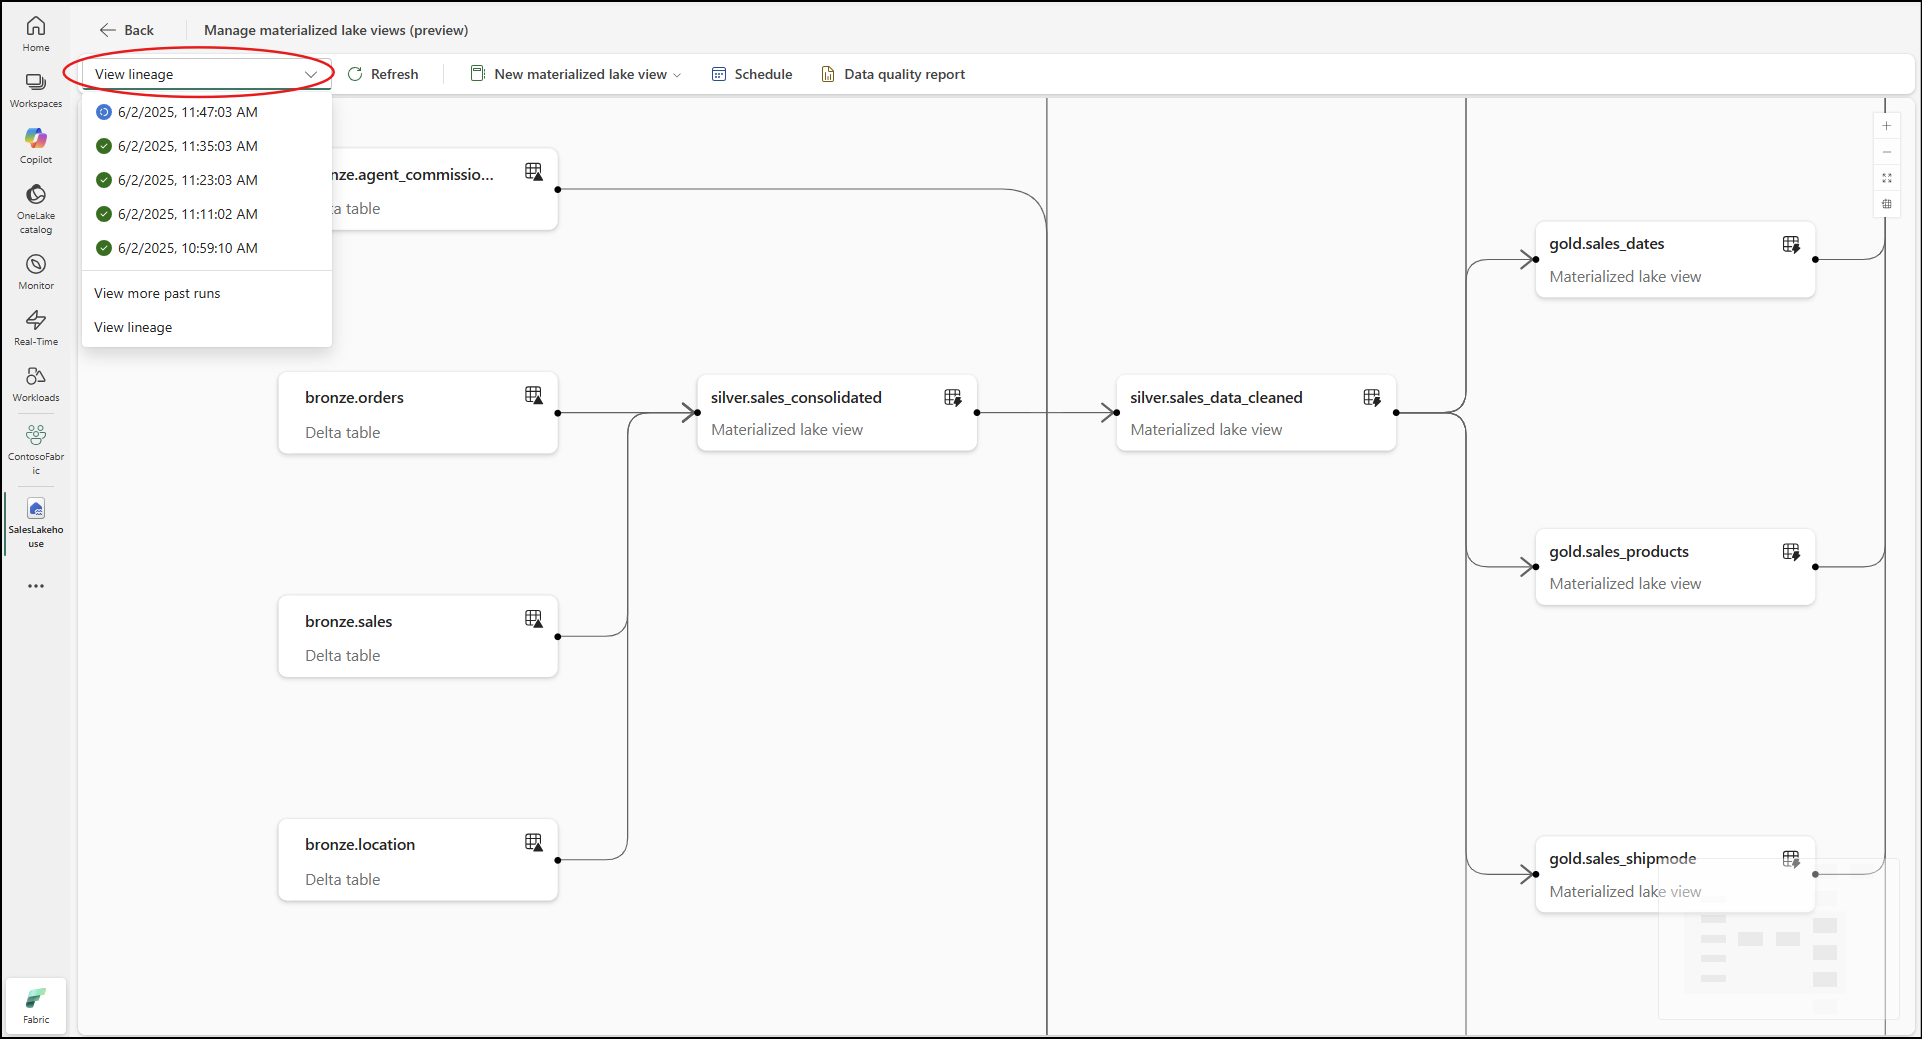 Home
Workspaces
Copilot
OneLake
catalog
Monitor
Real-Time
Workloads
ContosoFabr
ic
SalesLakeho
use
Fabric
Back
Manage materialized lake views (preview)
View lineage
Refresh
New materialized lake view
Schedule
Data quality report
6/2/2025, 11:47:03 AM
6/2/2025, 11:35:03 AM
6/2/2025, 11:23:03 AM
6/2/2025, 11:11:02 AM
6/2/2025, 10:59:10 AM
View more past runs
View lineage
nze.agent_commissio...
ta table
bronze.orders
Delta table
bronze.sales
Delta table
bronze.location
Delta table
silver.sales_consolidated
Materialized lake view
silver.sales_data_cleaned
Materialized lake view
gold.sales_dates
Materialized lake view
gold.sales_products
Materialized lake view
gold.sales_shipmode
Materialized lake view